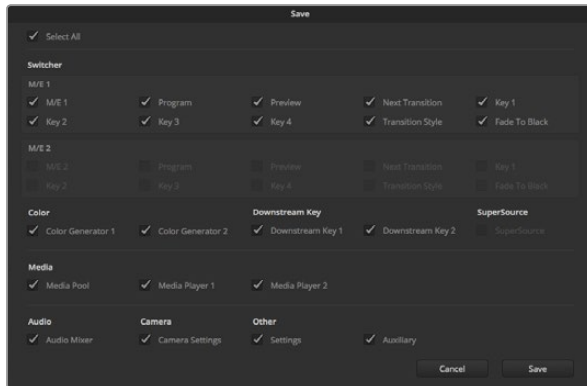 Save
Select All
Switcher
M/E 1
M/E 1 Program Preview Next Transition Key 1
Key 2 Key 3 Key 4 Transition Style Fade To Black
M/E 2
M/E 2 Program Preview Next Transition Key 1
Key 2 Key 3 Key 4 Transition Style Fade To Black
Color Downstream Key SuperSource
Color Generator 1 Color Generator 2 Downstream Key 1 Downstream Key 2 SuperSource
Media
Media Pool Media Player 1 Media Player 2
Audio Camera Other
Audio Mixer Camera Settings Settings Auxiliary
Cancel Save